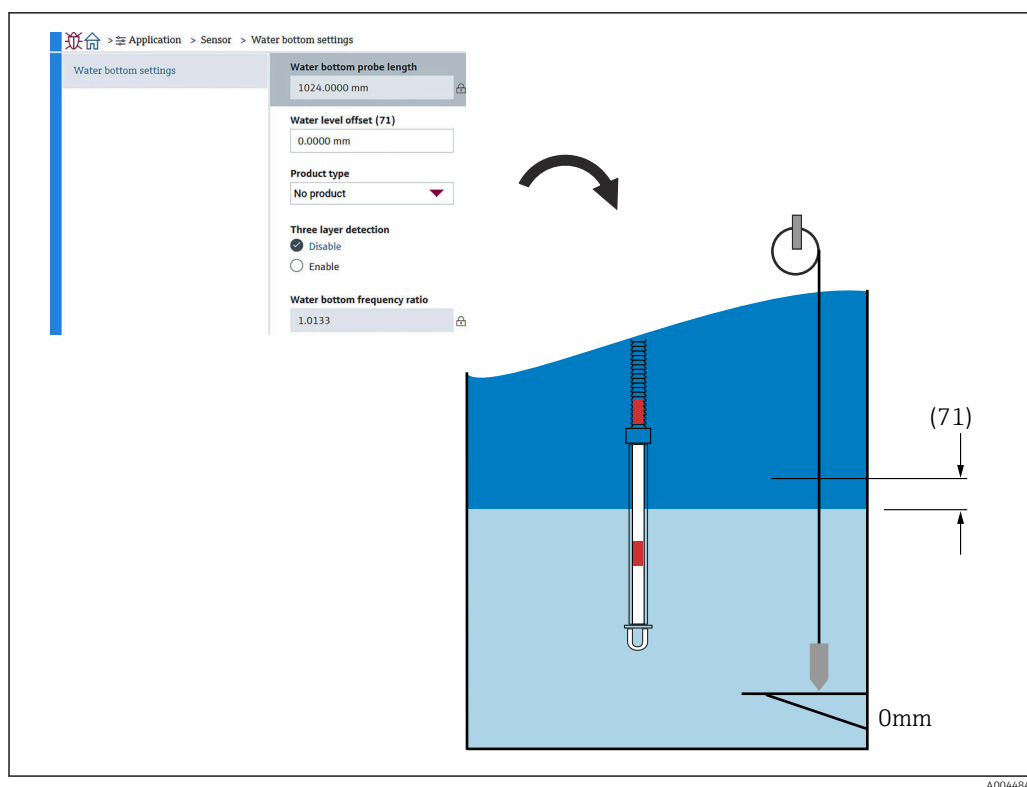 > Application > Sensor > Water bottom settings
Water bottom settings
Water bottom probe length
1024.0000 mm
Water level offset (71)
0.0000 mm
Product type
No product
Three layer detection
Disable
Enable
Water bottom frequency ratio
1.0133
(71)
0mm